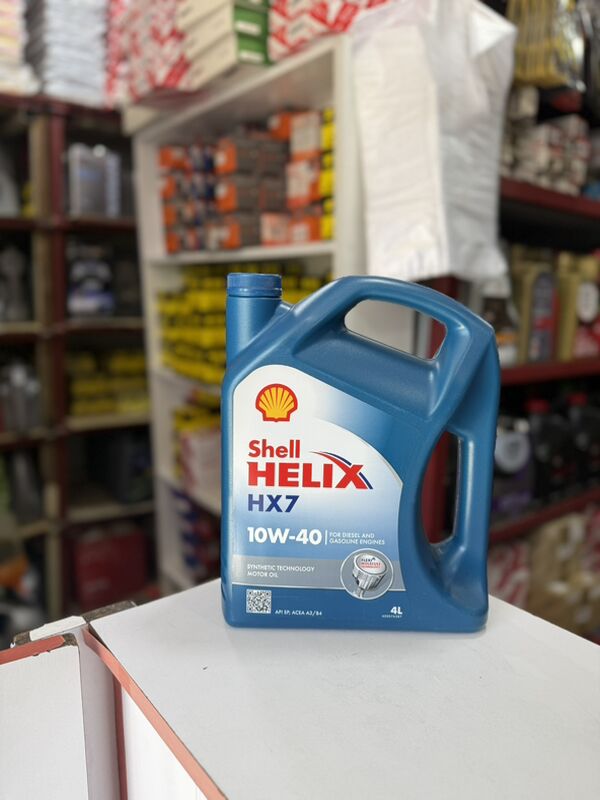 Shell
HELIX
HX7
10W-40
FOR DIESEL AND
GASOLINE ENGINES
SYNTHETIC TECHNOLOGY
MOTOR OIL
API SP, ACEA A3/B4
4L